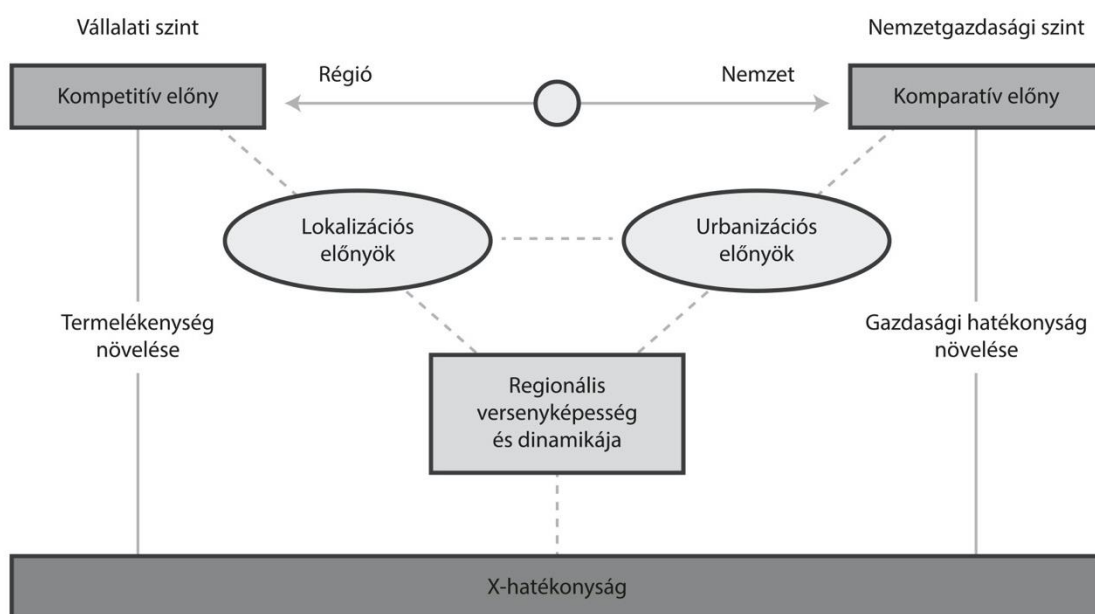 Vállalati szint
Nemzetgazdasági szint
Kompetitív előny
Régió
Nemzet
Komparatív előny
Lokalizációs
előnyök
Urbanizációs
előnyök
Termelékenység
növelése
Gazdasági hatékonyság
növelése
Regionális
versenyképesség
és dinamikája
X-hatékonyság